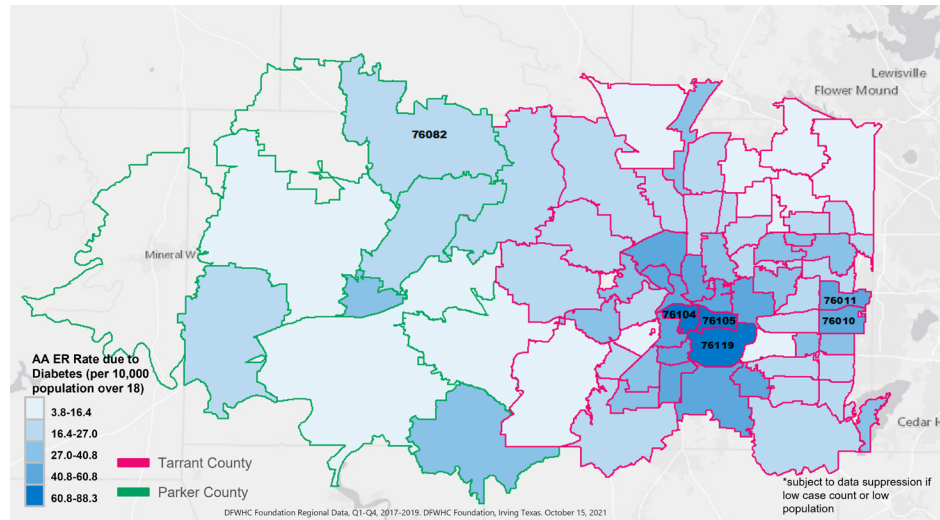 Lewisville
Flower Mound
76082
Mineral W
76011
76104
76105
76010
76119
AA ER Rate due to
Diabetes (per 10,000
population over 18)
3.8-16.4
16.4-27.0
27.0-40.8
40.8-60.8
60.8-88.3
Tarrant County
Parker County
Cedar H
*subject to data suppression if
low case count or low
population
DFWHC Foundation Regional Data, Q1-Q4, 2017-2019. DFWHC Foundation, Irving Texas. October 15, 2021